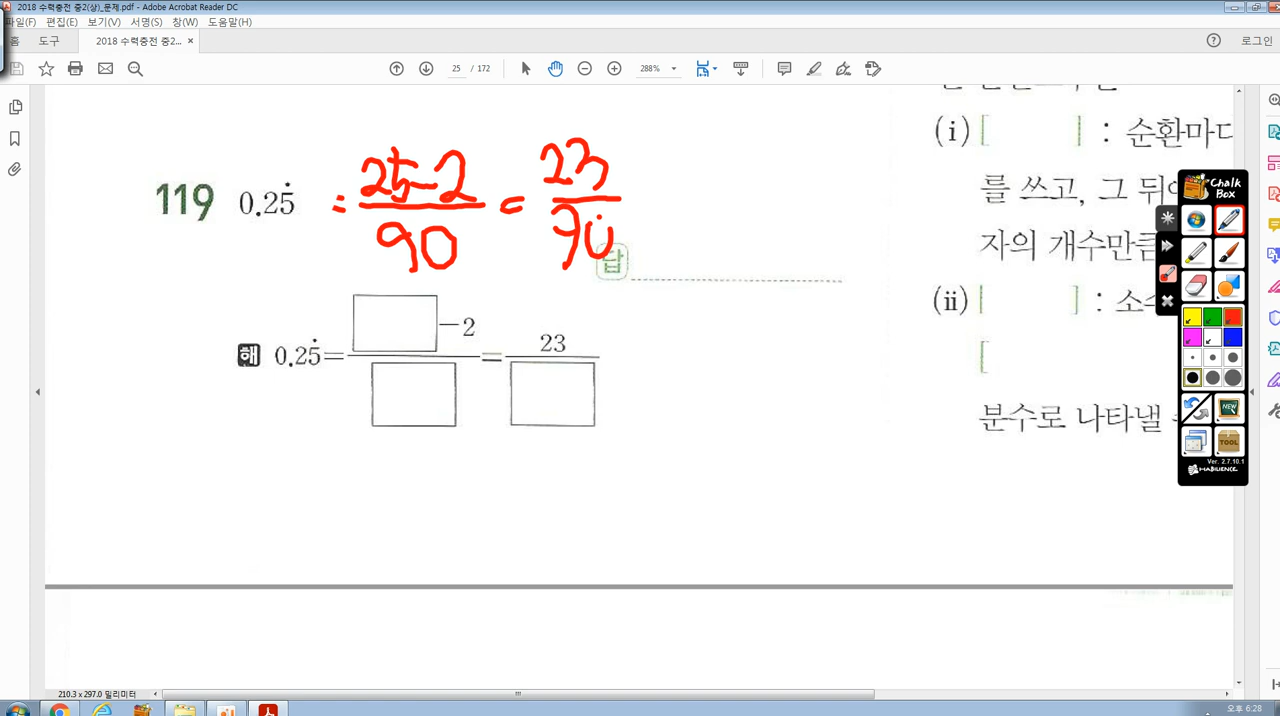 2018 수력충전 중2(상)_문제.pdf - Adobe Acrobat Reader DC
파일(F) 편집(E) 보기(V) 서명(S) 창(W) 도움말(H)
홈 도구 2018 수력충전 중2... × ? 로그인
25 / 172 288%
(i) [ ] : 순환마디
119 0.25̇ = 25-2/90 = 23/90
를 쓰고, 그 뒤에
자의 개수만큼
답
(ii) [ ] : 소수
해 0.25̇ = □-2/□ = 23/□
[
분수로 나타낼
Chalk Box
NEW
TOOL
Ver. 2.7.10.1
HABILIENCE
210.3 x 297.0 밀리미터
오후 6:28